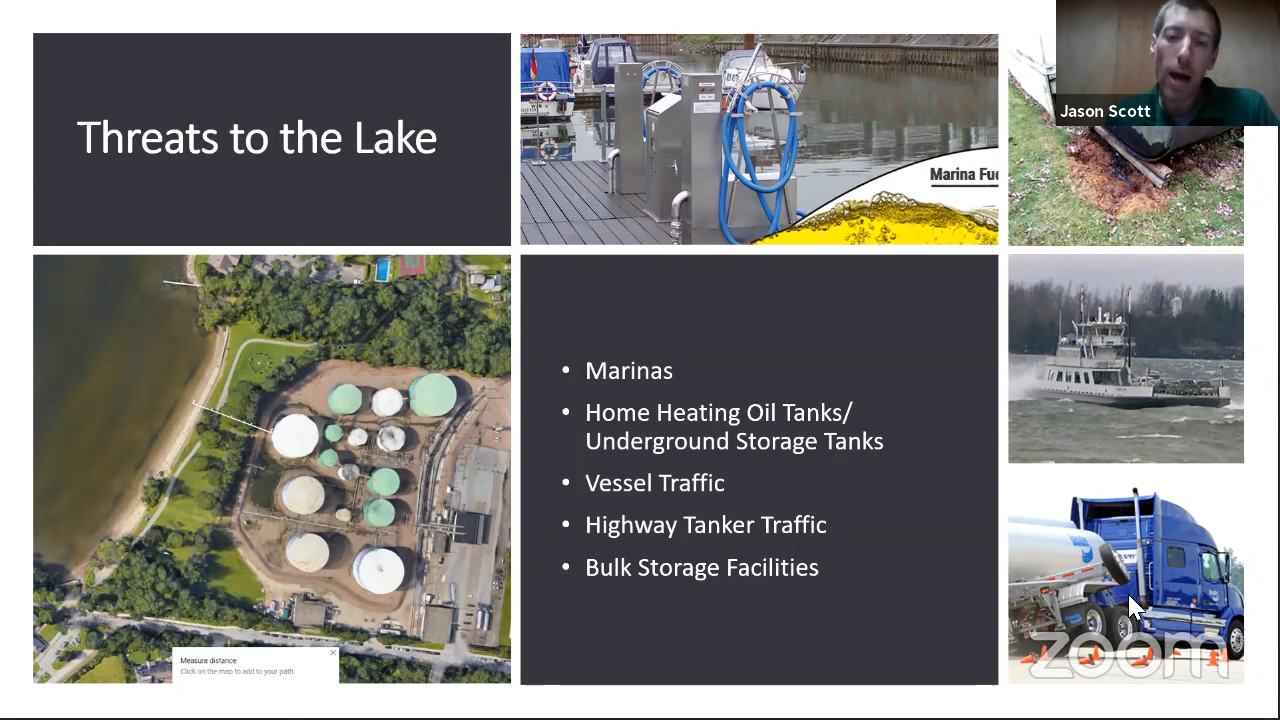 Threats to the Lake
Marina Fue
Jason Scott
• Marinas
• Home Heating Oil Tanks/
Underground Storage Tanks
• Vessel Traffic
• Highway Tanker Traffic
• Bulk Storage Facilities
Measure distance
Click on the map to add to your path
zoom